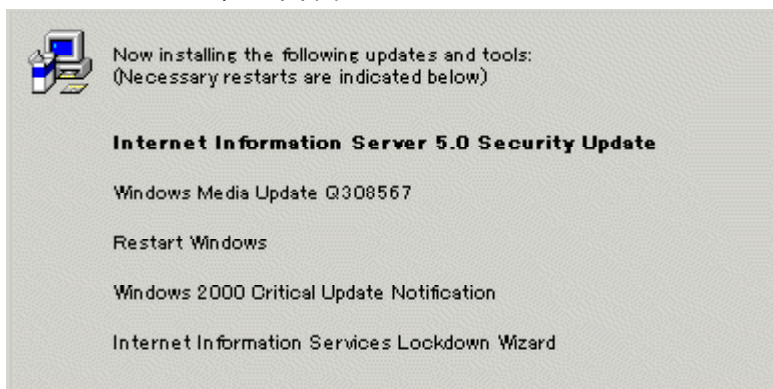 Now installing the following updates and tools:
(Necessary restarts are indicated below)
Internet Information Server 5.0 Security Update
Windows Media Update Q308567
Restart Windows
Windows 2000 Critical Update Notification
Internet Information Services Lockdown Wizard